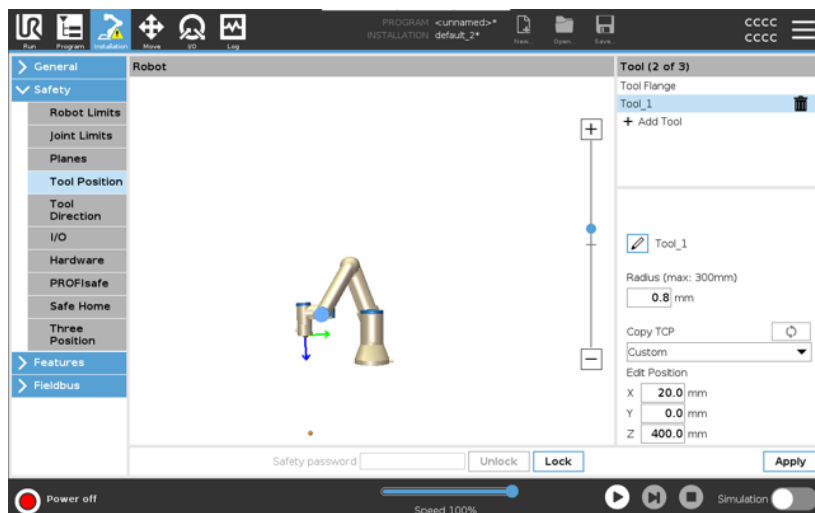 PROGRAM <unnamed>*
INSTALLATION default_2*
CCCC
CCCC
Run Program Installation Move I/O Log New... Open... Save...
General
Safety
Robot Limits
Joint Limits
Planes
Tool Position
Tool
Direction
I/O
Hardware
PROFIsafe
Safe Home
Three
Position
Features
Fieldbus
Robot
Tool (2 of 3)
Tool Flange
Tool_1
+ Add Tool
Tool_1
Radius (max: 300mm)
0.8 mm
Copy TCP
Custom
Edit Position
X 20.0 mm
Y 0.0 mm
Z 400.0 mm
Safety password Unlock Lock Apply
Power off
Speed 100%
Simulation